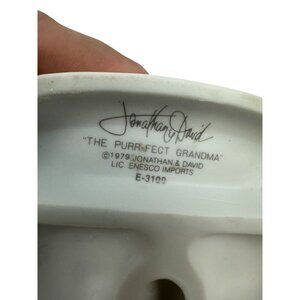 Jonathan & David
"THE PURR-FECT GRANDMA"
©1979 JONATHAN & DAVID
LIC. ENESCO IMPORTS
E-3109